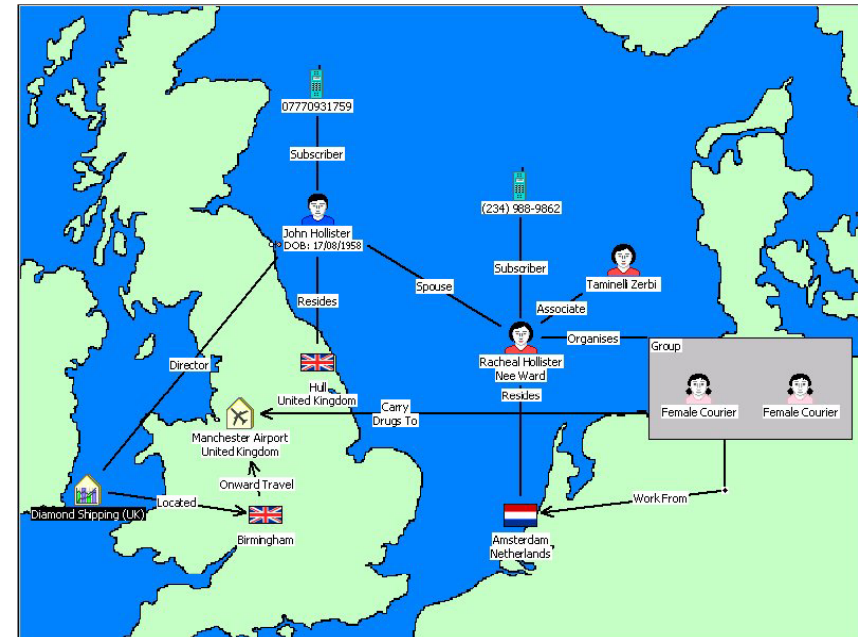 07770931759
Subscriber
(234) 988-9862
John Hollister
DOB: 17/08/1958
Subscriber
Taminelli Zerbi
Spouse
Resides
Associate
Organises
Group
Director
Racheal Hollister
Nee Ward
Hull
United Kingdom
Resides
Female Courier
Female Courier
Carry
Drugs To
Manchester Airport
United Kingdom
Onward Travel
Located
Work From
Diamond Shipping (UK)
Birmingham
Amsterdam
Netherlands